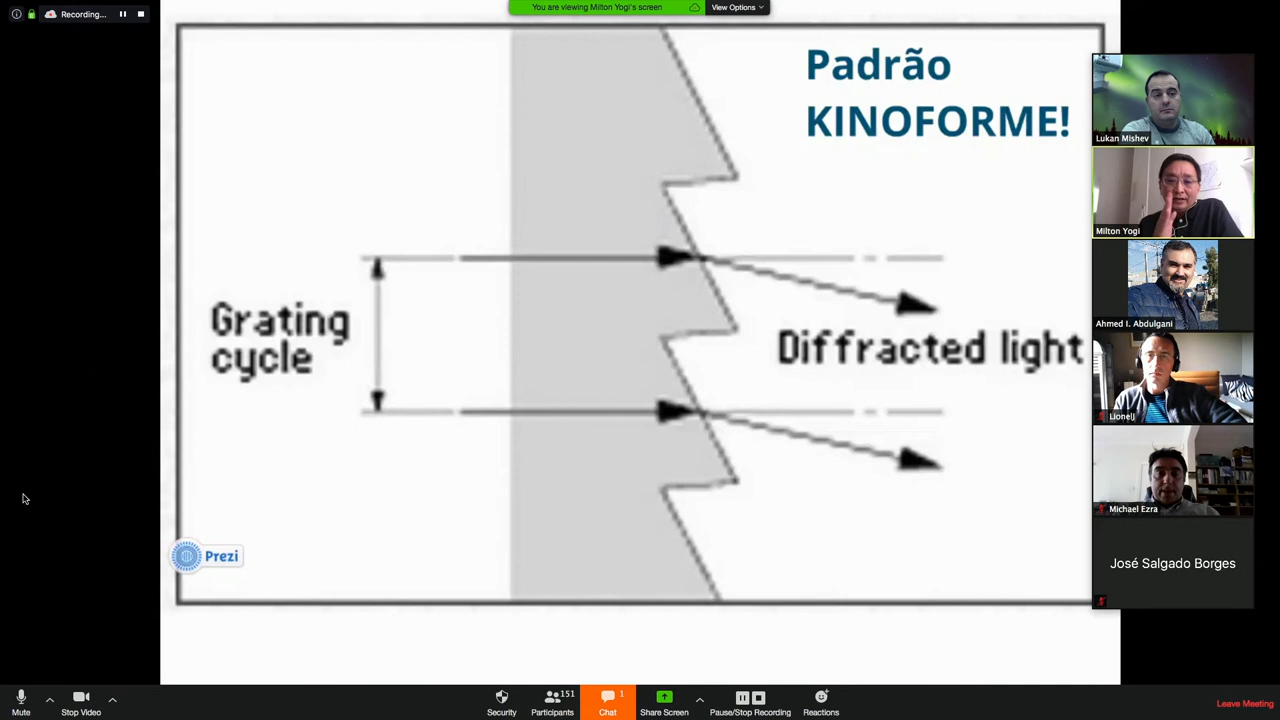 Recording...
You are viewing Milton Yogi's screen
View Options
Padrão
KINOFORME!
Grating
cycle
Diffracted light
Prezi
Lukan Mishev
Milton Yogi
Ahmed I. Abdulgani
LionelJ
Michael Ezra
José Salgado Borges
Mute
Stop Video
Security
151
Participants
1
Chat
Share Screen
Pause/Stop Recording
Reactions
Leave Meeting